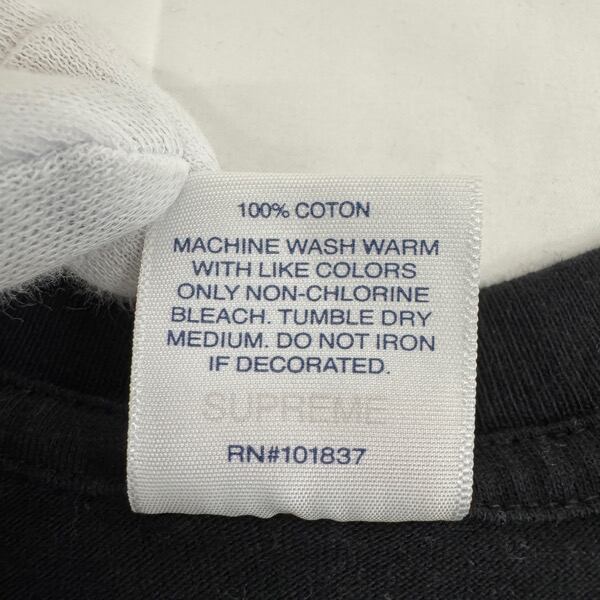 100% COTON
MACHINE WASH WARM
WITH LIKE COLORS
ONLY NON-CHLORINE
BLEACH. TUMBLE DRY
MEDIUM. DO NOT IRON
IF DECORATED.
SUPREME
RN#101837